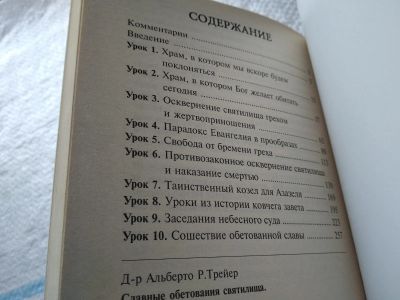 СОДЕРЖАНИЕ
Комментарии
Введение
Урок 1. Храм, в котором мы вскоре будем
поклоняться
Урок 2. Храм, в котором Бог желает обитать
сегодня
Урок 3. Осквернение святилища грехом
и жертвоприношения
Урок 4. Парадокс Евангелия в прообразах
Урок 5. Свобода от бремени греха
Урок 6. Противозаконное осквернение святилища
и наказание смертью
Урок 7. Таинственный козел для Азазела
Урок 8. Уроки из истории ковчега завета
Урок 9. Заседания небесного суда
Урок 10. Сошествие обетованной славы 257
Д-р Альберто Р.Трейер
Славные обетования святилища.